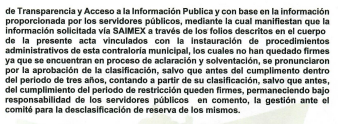 de Transparencia y Acceso a la Información Publica y con base en la información
proporcionada por los servidores públicos, mediante la cual manifiestan que la
información solicitada vía SAIMEX a través de los folios descritos en el cuerpo
de la presente acta vinculados con la instauración de procedimientos
administrativos de esta contraloría municipal, los cuales no han quedado firmes
ya que se encuentran en proceso de aclaración y solventación, se pronunciaron
por la aprobación de la clasificación, salvo que antes del cumplimento dentro
del periodo de tres años, contando a partir de su clasificación, salvo que antes,
del cumplimiento del periodo de restricción queden firmes, permaneciendo bajo
responsabilidad de los servidores públicos en comento, la gestión ante el
comité para la desclasificación de reserva de los mismos.